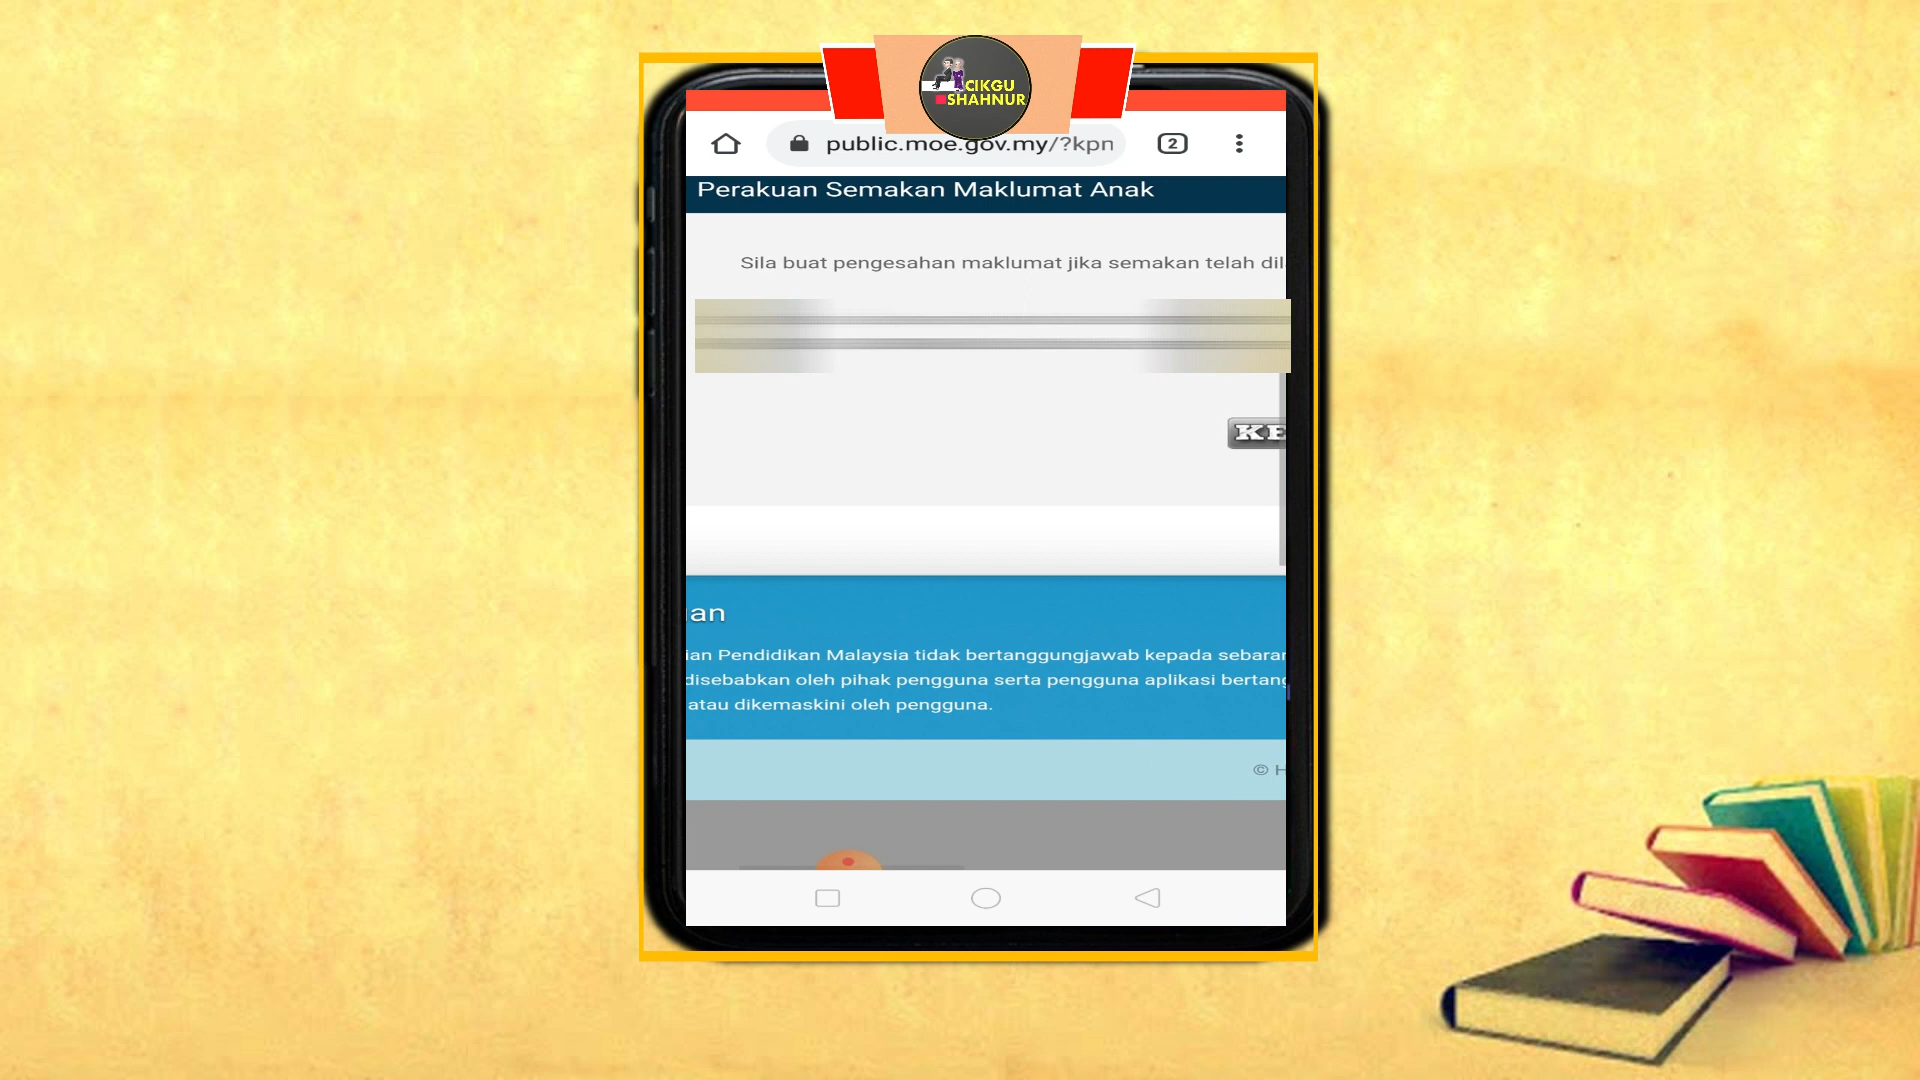 CIKGU
SHAHNUR
public.moe.gov.my/?kpn
2
Perakuan Semakan Maklumat Anak
Sila buat pengesahan maklumat jika semakan telah dil
KE
an
ian Pendidikan Malaysia tidak bertanggungjawab kepada sebaran
disebabkan oleh pihak pengguna serta pengguna aplikasi bertang
atau dikemaskini oleh pengguna.
© H